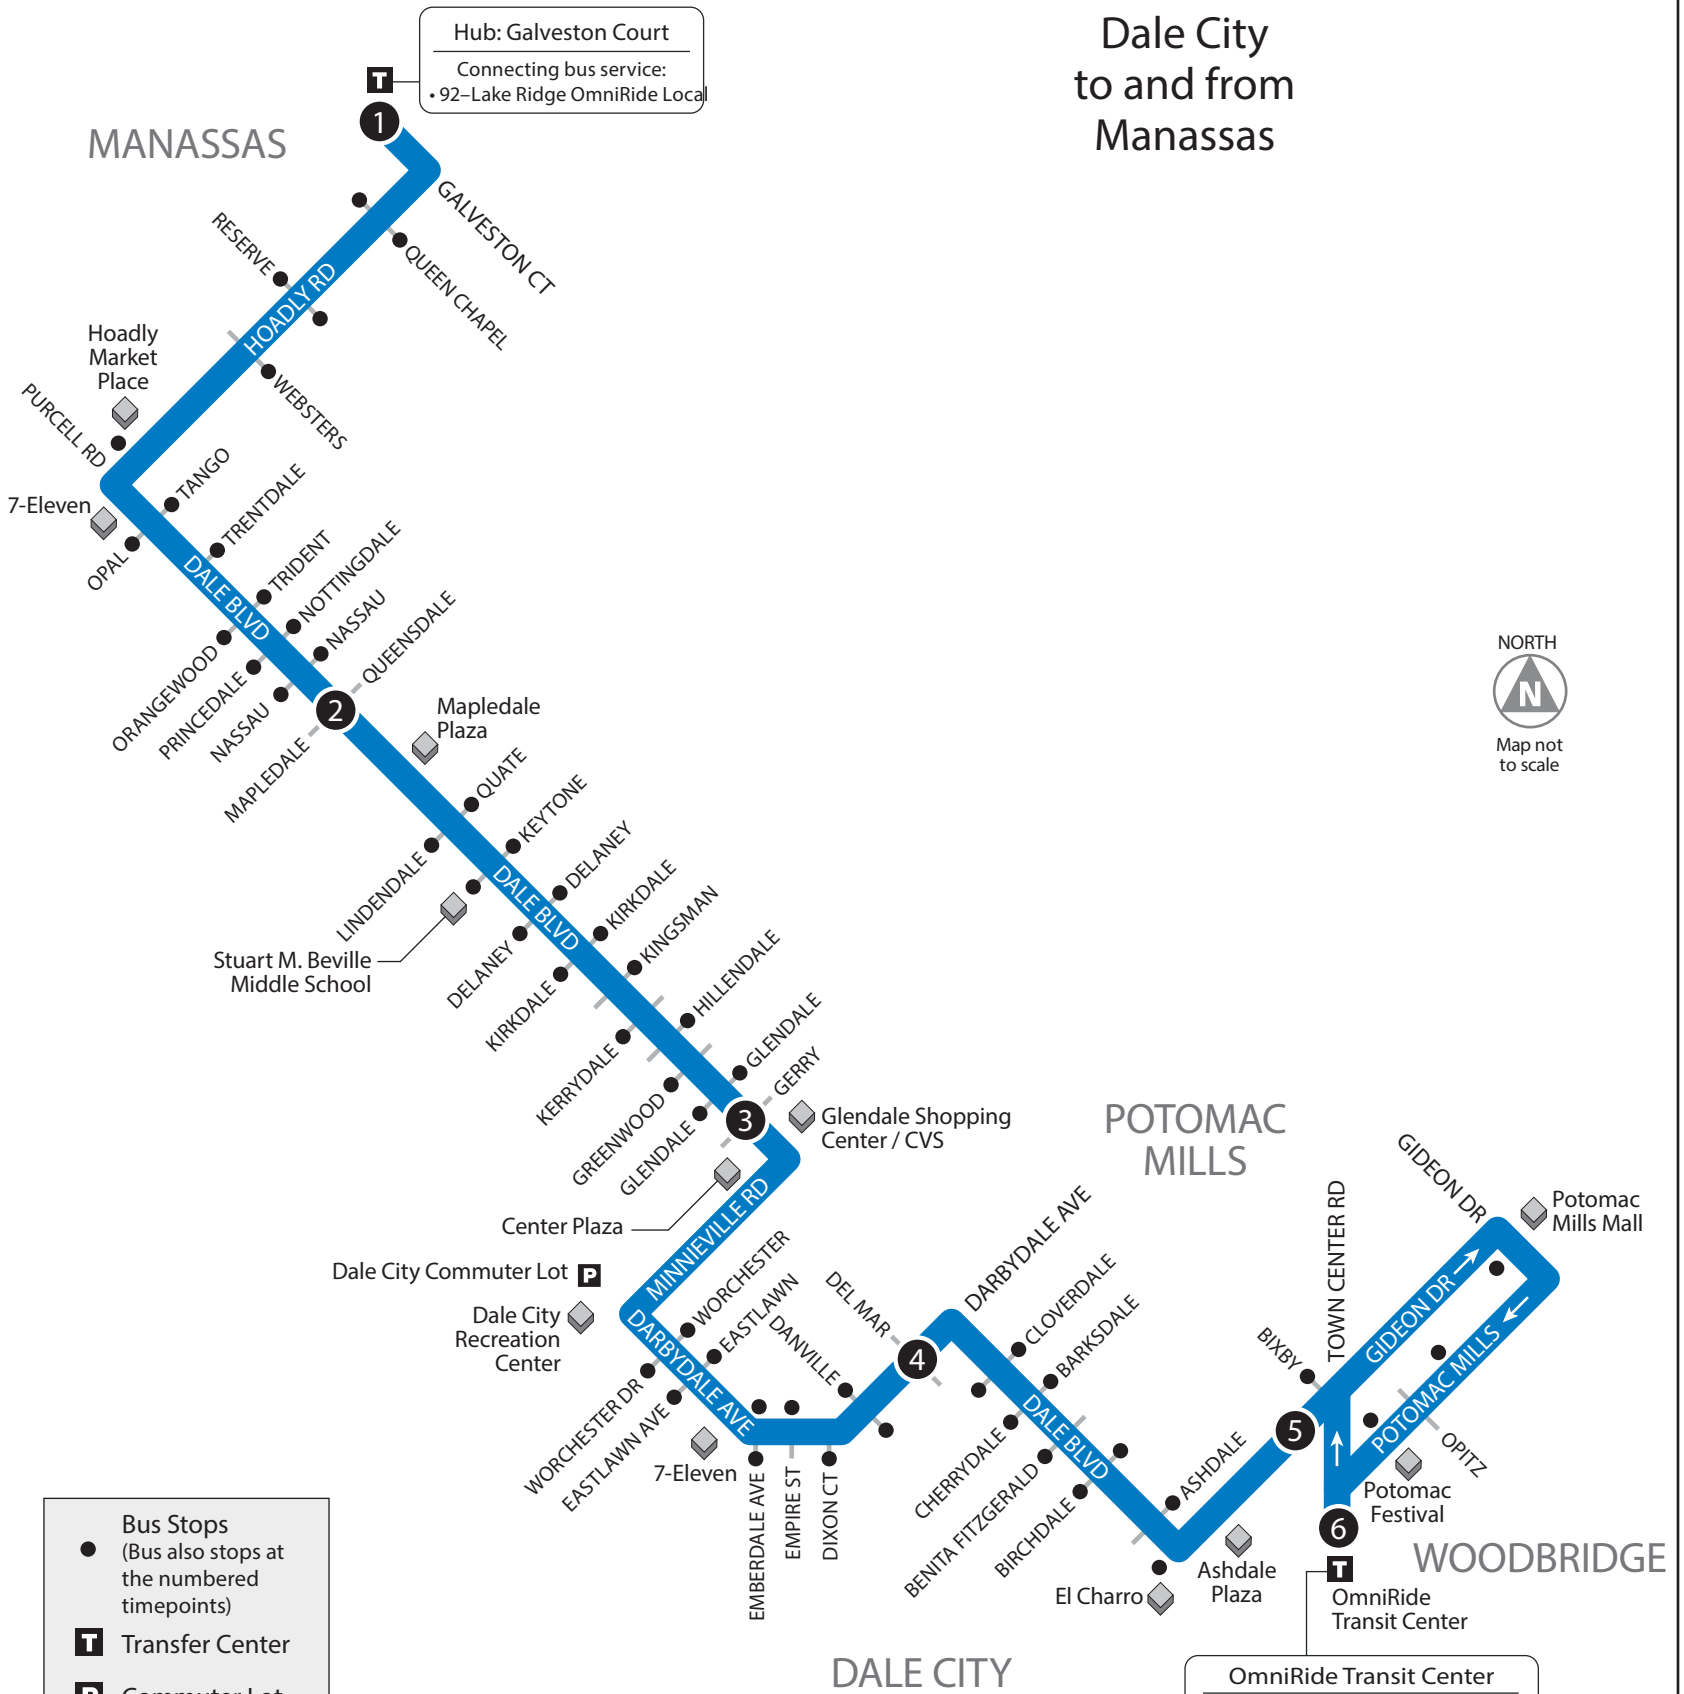 Dale City
to and from
Manassas
Hub: Galveston Court
Connecting bus service:
• 92–Lake Ridge OmniRide Local
T
1
MANASSAS
GALVESTON CT
QUEEN CHAPEL
RESERVE
HOADLY RD
WEBSTERS
Hoadly
Market
Place
PURCELL RD
7-Eleven
TANGO
OPAL
TRENTDALE
DALE BLVD
TRIDENT
NOTTINGDALE
NASSAU
QUEENSDALE
ORANGEWOOD
PRINCEDALE
NASSAU
MAPLEDALE
2
Mapledale
Plaza
NORTH
N
Map not
to scale
QUATE
KEYTONE
LINDENDALE
DELANEY
DALE BLVD
KIRKDALE
KINGSMAN
Stuart M. Beville
Middle School
DELANEY
KIRKDALE
HILLENDALE
GLENDALE
GERRY
KERRYDALE
GREENWOOD
GLENDALE
3
Glendale Shopping
Center / CVS
Center Plaza
MINNIEVILLE RD
Dale City Commuter Lot
P
Dale City
Recreation
Center
WORCHESTER
EASTLAWN
DANVILLE
DEL MAR
DARBYDALE AVE
WORCHESTER DR
EASTLAWN AVE
7-Eleven
EMBERDALE AVE
EMPIRE ST
DIXON CT
4
DARBYDALE AVE
CLOVERDALE
BARKSDALE
DALE BLVD
CHERRYDALE
BENITA FITZGERALD
BIRCHDALE
ASHDALE
El Charro
Ashdale
Plaza
POTOMAC
MILLS
BIXBY
5
TOWN CENTER RD
GIDEON DR
GIDEON DR
Potomac
Mills Mall
POTOMAC MILLS
OPITZ
Potomac
Festival
6
WOODBRIDGE
T
OmniRide
Transit Center
OmniRide Transit Center
DALE CITY
Bus Stops
(Bus also stops at
the numbered
timepoints)
T
Transfer Center
P
Commuter Lot